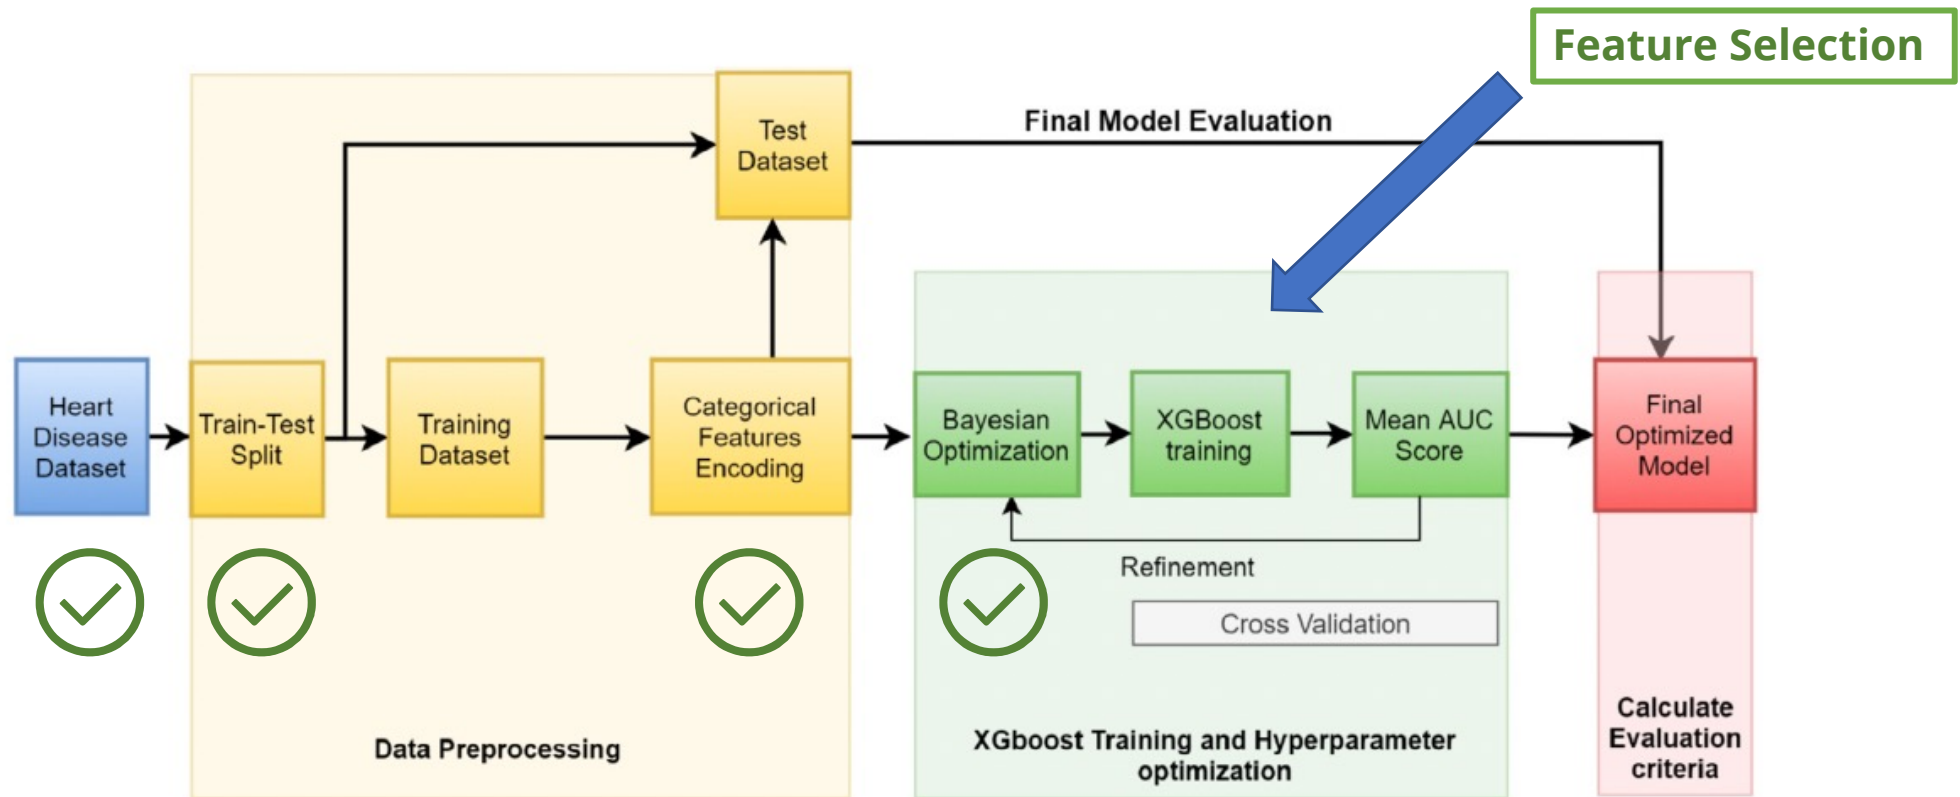 Feature Selection
Final Model Evaluation
Test
Dataset
Heart
Disease
Dataset
Train-Test
Split
Training
Dataset
Categorical
Features
Encoding
Bayesian
Optimization
XGBoost
training
Mean AUC
Score
Final
Optimized
Model
Refinement
Cross Validation
Data Preprocessing
XGboost Training and Hyperparameter
optimization
Calculate
Evaluation
criteria